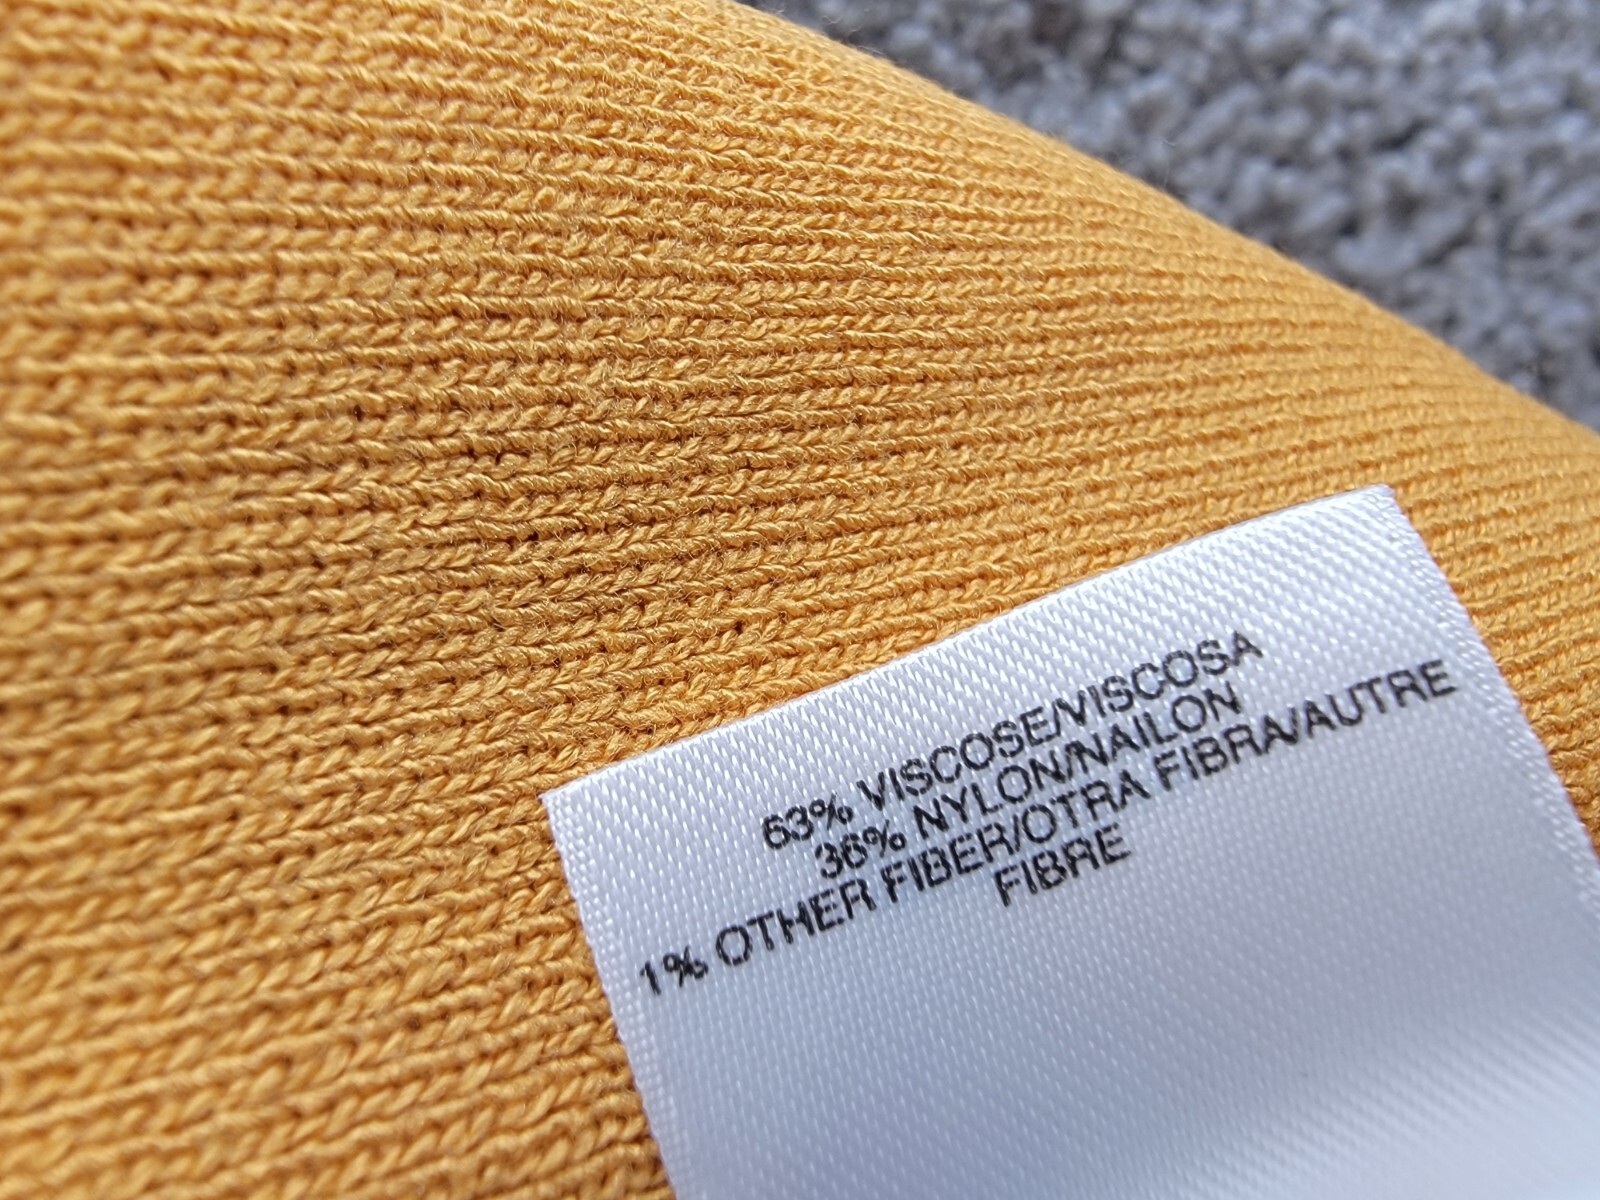 63% VISCOSE/VISCOSA
36% NYLON/NAILON
1% OTHER FIBER/OTRA FIBRA/AUTRE
FIBRE